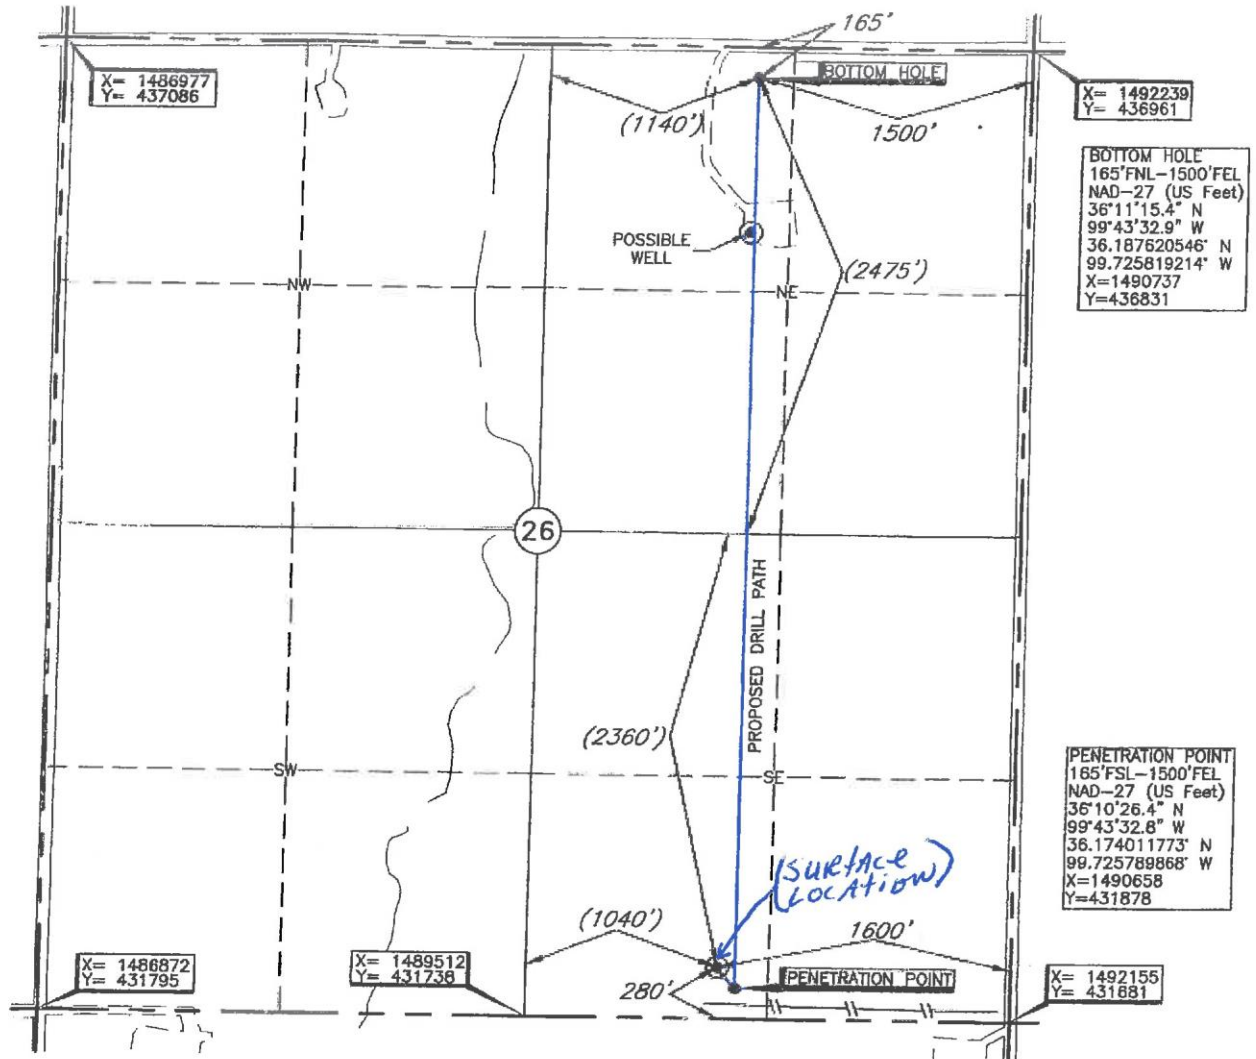 165'
X= 1486977
Y= 437086
BOTTOM HOLE
X= 1492239
Y= 436961
(1140')
1500'
BOTTOM HOLE
165'FNL-1500'FEL
NAD-27 (US Feet)
36°11'15.4" N
99°43'32.9" W
36.187620546° N
99.725819214° W
X=1490737
Y=436831
POSSIBLE
WELL
(2475')
NW
NE
26
PROPOSED DRILL PATH
(2360')
SW
SE
PENETRATION POINT
165'FSL-1500'FEL
NAD-27 (US Feet)
36°10'26.4" N
99°43'32.8" W
36.174011773° N
99.725789868° W
X=1490658
Y=431878
(SURFACE
LOCATION)
(1040')
1600'
X= 1486872
Y= 431795
X= 1489512
Y= 431738
280'
PENETRATION POINT
X= 1492155
Y= 431681